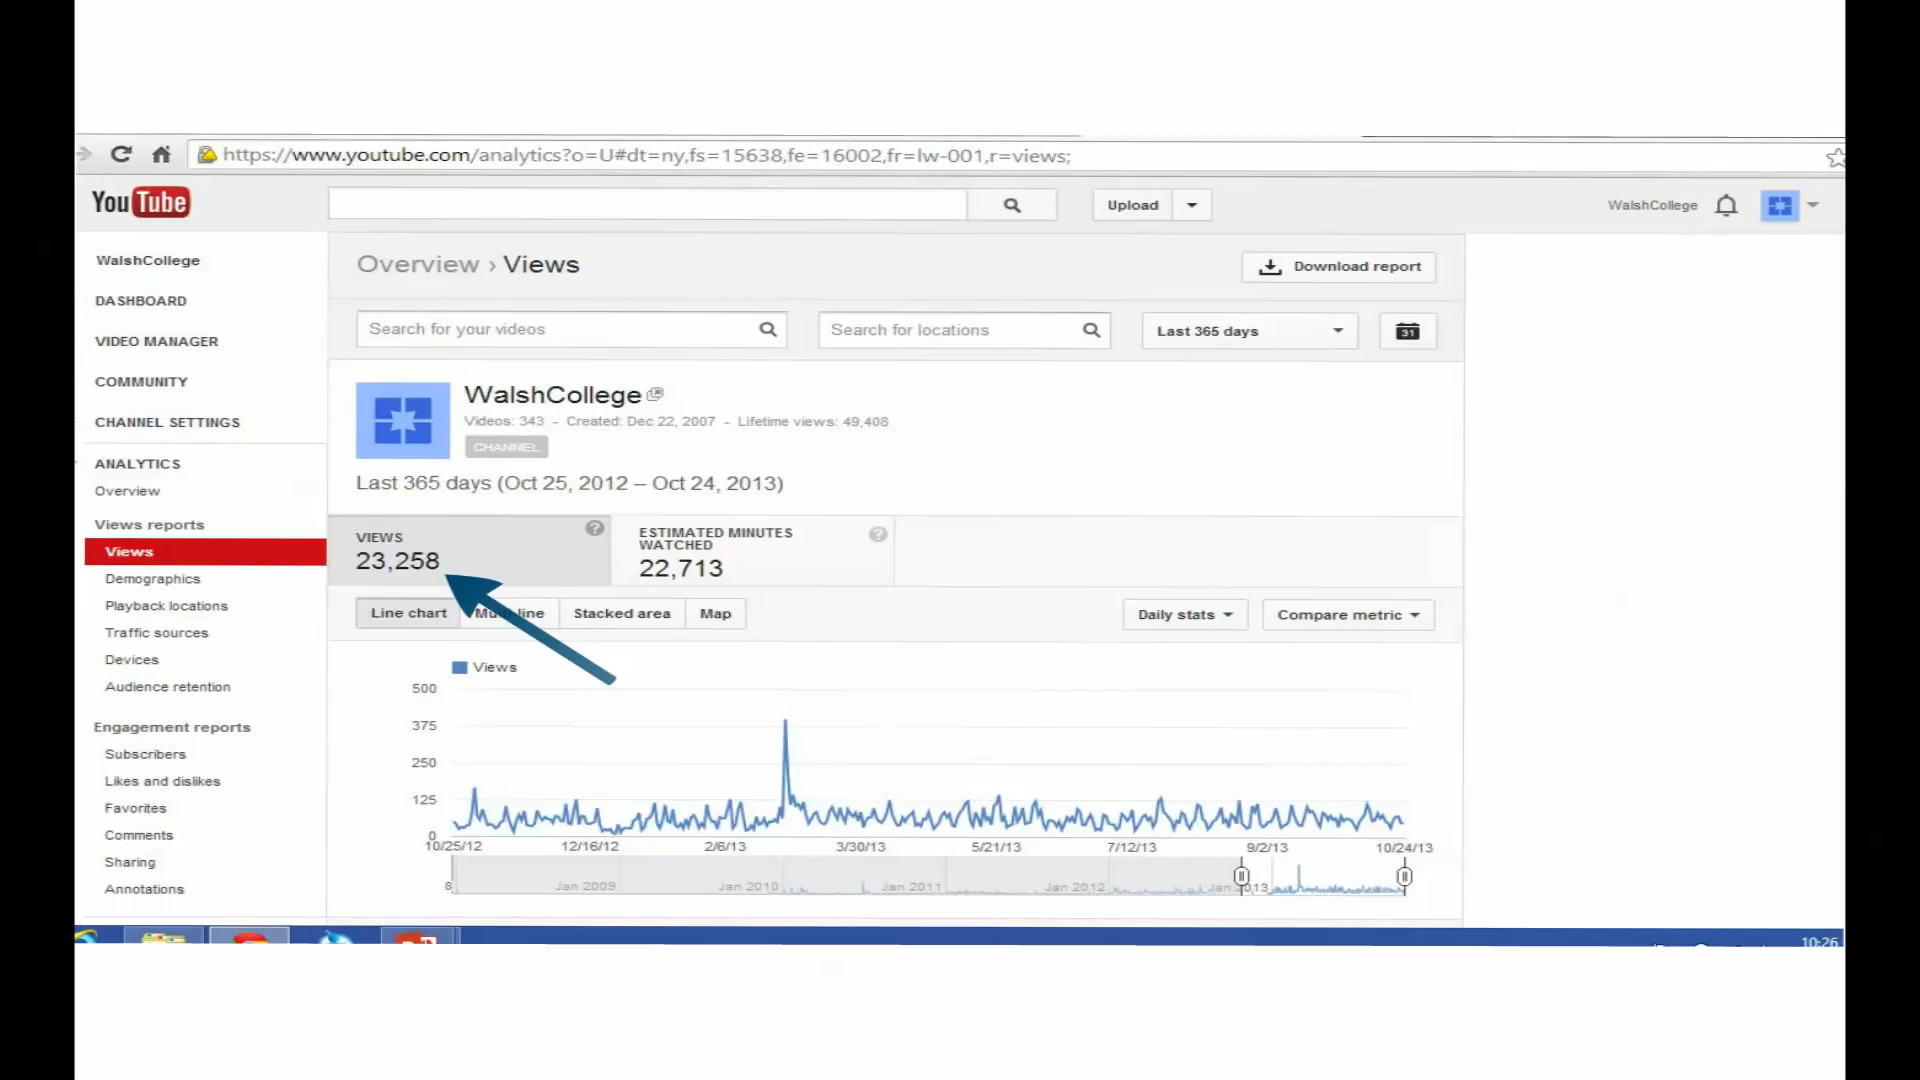 https://www.youtube.com/analytics?o=U#dt=ny,fs=15638,fe=16002,fr=lw-001,r=views;
YouTube
Upload
WalshCollege
WalshCollege
DASHBOARD
VIDEO MANAGER
COMMUNITY
CHANNEL SETTINGS
ANALYTICS
Overview
Views reports
Views
Demographics
Playback locations
Traffic sources
Devices
Audience retention
Engagement reports
Subscribers
Likes and dislikes
Favorites
Comments
Sharing
Annotations
Overview › Views
Download report
Search for your videos
Search for locations
Last 365 days
31
WalshCollege
Videos: 343 - Created: Dec 22, 2007 - Lifetime views: 49,408
CHANNEL
Last 365 days (Oct 25, 2012 – Oct 24, 2013)
VIEWS
23,258
?
ESTIMATED MINUTES
WATCHED
22,713
?
Line chart
line
Stacked area
Map
Daily stats
Compare metric
Views
500
375
250
125
0
10/25/12 12/16/12 2/6/13 3/30/13 5/21/13 7/12/13 9/2/13 10/24/13
8 Jan 2009 Jan 2010 Jan 2011 Jan 2012 Jan
10:26